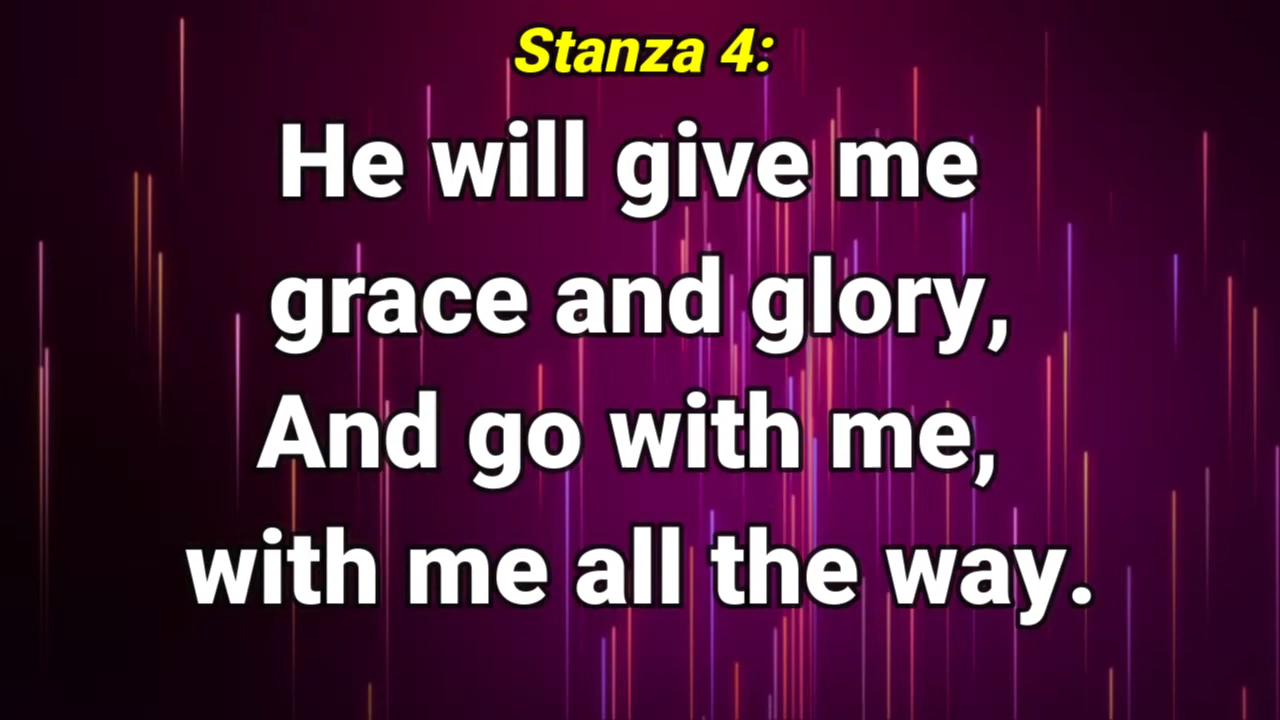 Stanza 4:
He will give me
grace and glory,
And go with me,
with me all the way.